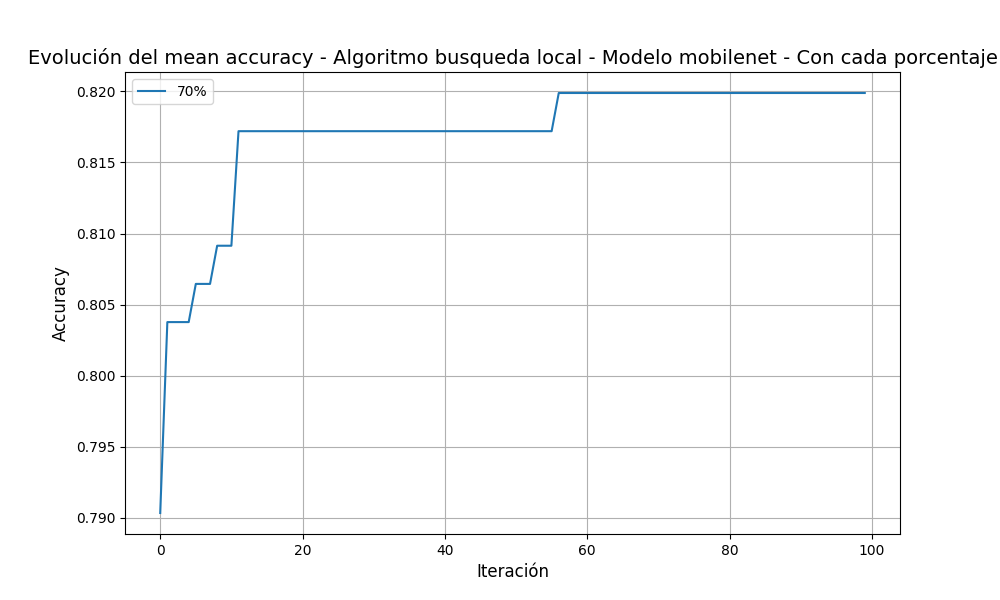 Evolución del mean accuracy - Algoritmo busqueda local - Modelo mobilenet - Con cada porcentaje
70%
0.820
0.815
0.810
0.805
0.800
0.795
0.790
Accuracy
0 20 40 60 80 100
Iteración